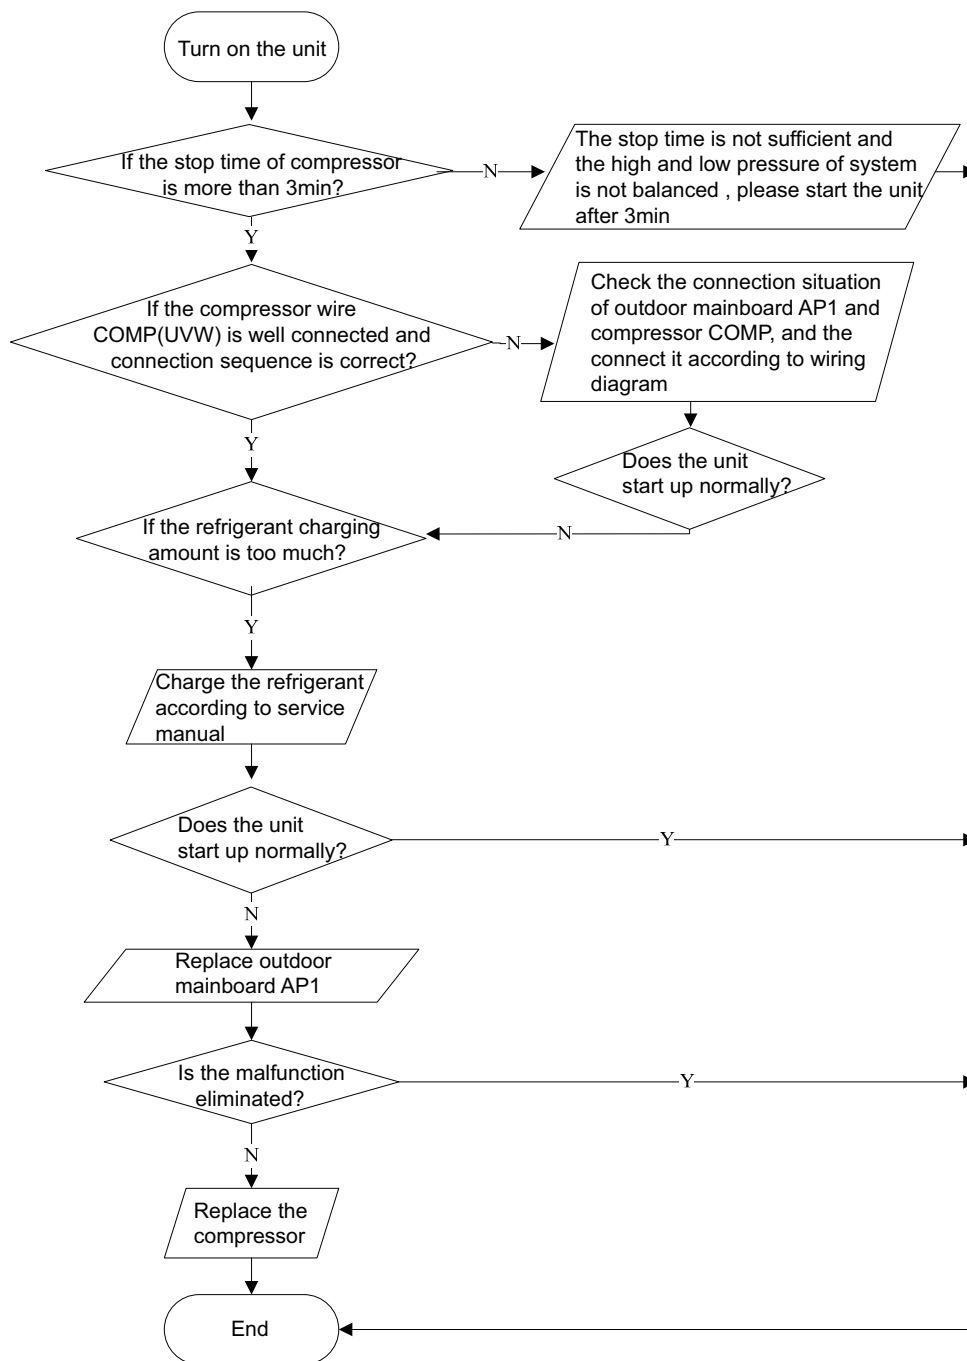 Turn on the unit
If the stop time of compressor
is more than 3min?
N
The stop time is not sufficient and
the high and low pressure of system
is not balanced , please start the unit
after 3min
Y
If the compressor wire
COMP(UVW) is well connected and
connection sequence is correct?
N
Check the connection situation
of outdoor mainboard AP1 and
compressor COMP, and the
connect it according to wiring
diagram
Y
Does the unit
start up normally?
If the refrigerant charging
amount is too much?
N
Y
Charge the refrigerant
according to service
manual
Does the unit
start up normally?
Y
N
Replace outdoor
mainboard AP1
Is the malfunction
eliminated?
Y
N
Replace the
compressor
End